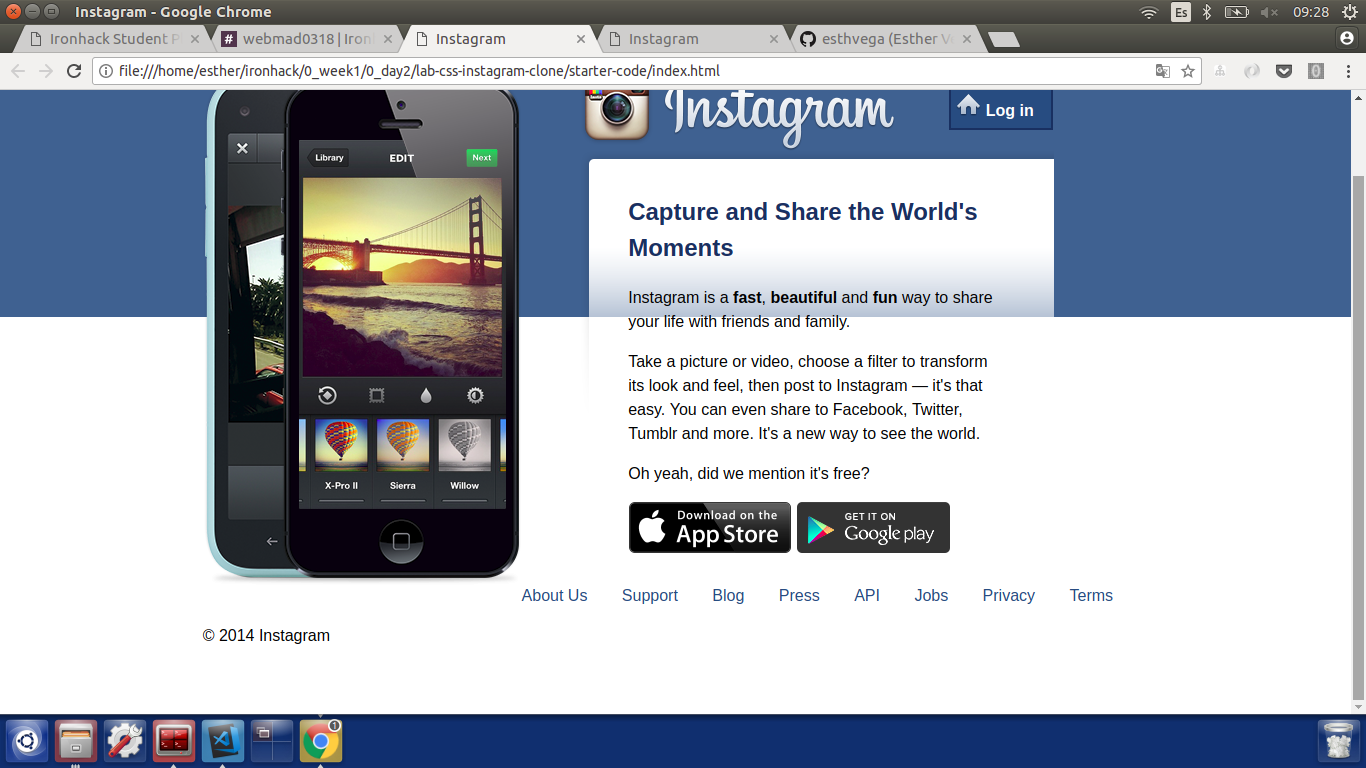 Instagram - Google Chrome
Es
09:28
Ironhack Student P
webmad0318 | Iron
Instagram
Instagram
esthvega (Esther Ve
file:///home/esther/ironhack/0_week1/0_day2/lab-css-instagram-clone/starter-code/index.html
Instagram
Log in
Library
EDIT
Next
Capture and Share the World's
Moments
Instagram is a fast, beautiful and fun way to share
your life with friends and family.
Take a picture or video, choose a filter to transform
its look and feel, then post to Instagram — it's that
easy. You can even share to Facebook, Twitter,
Tumblr and more. It's a new way to see the world.
Oh yeah, did we mention it's free?
X-Pro II
Sierra
Willow
Download on the
App Store
GET IT ON
Google play
About Us Support Blog Press API Jobs Privacy Terms
© 2014 Instagram
1